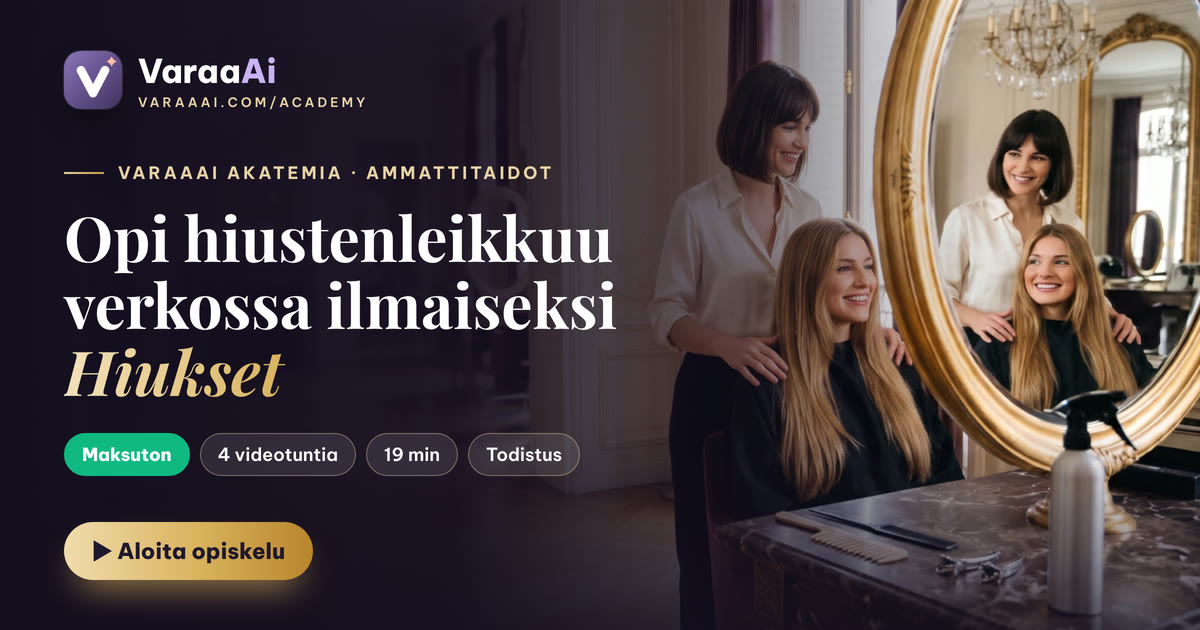 VaraaAi
VARAAAI.COM/ACADEMY
VARAAAI AKATEMIA · AMMATTITAIDOT
Opi hiustenleikkuu
verkossa ilmaiseksi
Hiukset
Maksuton
4 videotuntia
19 min
Todistus
▶ Aloita opiskelu